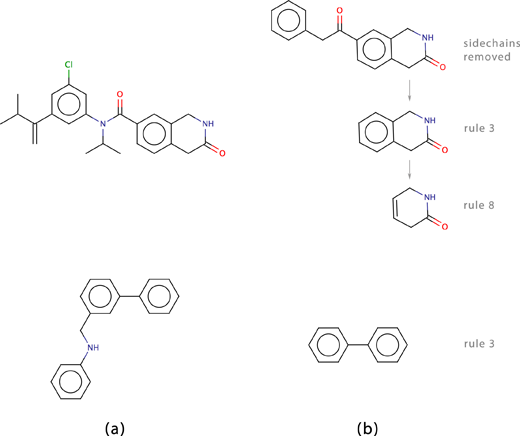 O
Cl
NH
sidechains
removed
O
O
N
NH
O
NH
rule 3
O
NH
rule 8
O
NH
rule 3
(a)
(b)